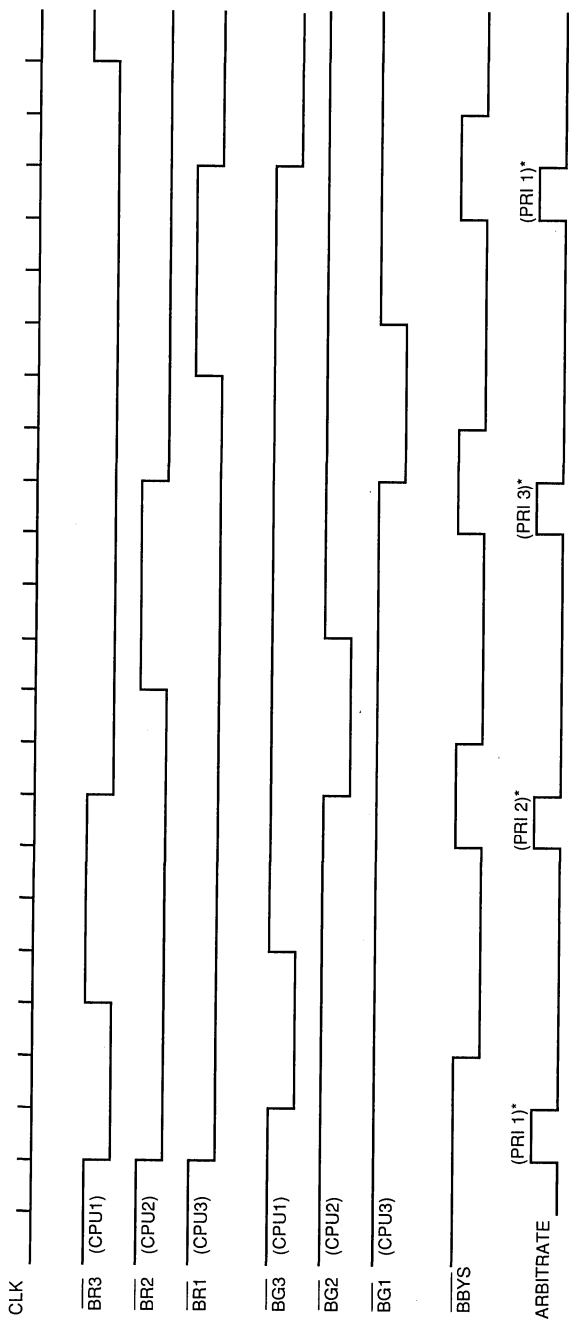 CLK
BR3 (CPU1)
BR2 (CPU2)
BR1 (CPU3)
BG3 (CPU1)
BG2 (CPU2)
BG1 (CPU3)
BBYS
ARBITRATE
(PRI 1)*
(PRI 2)*
(PRI 3)*
(PRI 1)*